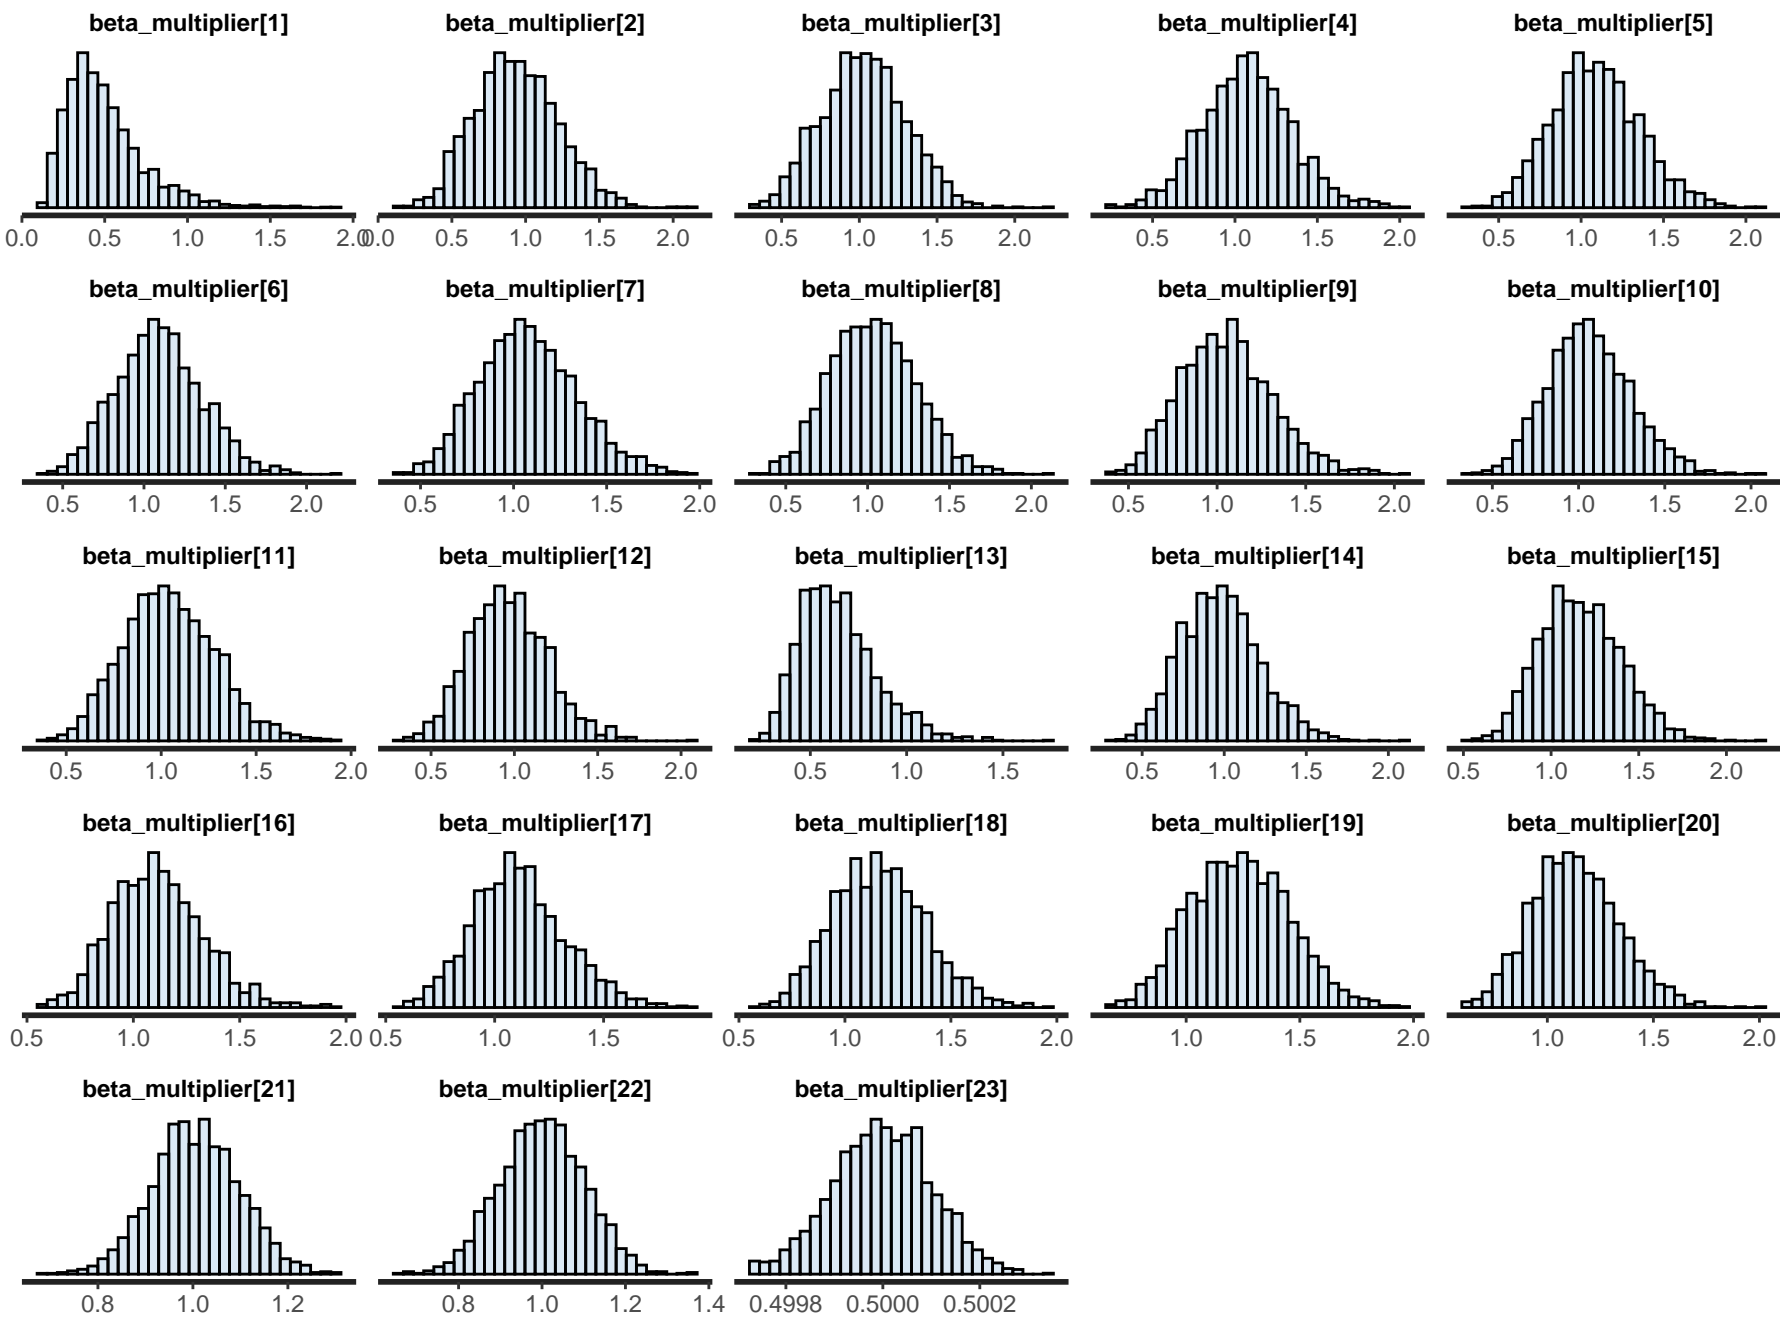 beta_multiplier[1] beta_multiplier[2] beta_multiplier[3] beta_multiplier[4] beta_multiplier[5]
0.0 0.5 1.0 1.5 2.0 0.0 0.5 1.0 1.5 2.0 0.5 1.0 1.5 2.0 0.5 1.0 1.5 2.0 0.5 1.0 1.5 2.0
beta_multiplier[6] beta_multiplier[7] beta_multiplier[8] beta_multiplier[9] beta_multiplier[10]
0.5 1.0 1.5 2.0 0.5 1.0 1.5 2.0 0.5 1.0 1.5 2.0 0.5 1.0 1.5 2.0 0.5 1.0 1.5 2.0
beta_multiplier[11] beta_multiplier[12] beta_multiplier[13] beta_multiplier[14] beta_multiplier[15]
0.5 1.0 1.5 2.0 0.5 1.0 1.5 2.0 0.5 1.0 1.5 0.5 1.0 1.5 2.0 0.5 1.0 1.5 2.0
beta_multiplier[16] beta_multiplier[17] beta_multiplier[18] beta_multiplier[19] beta_multiplier[20]
0.5 1.0 1.5 2.0 0.5 1.0 1.5 0.5 1.0 1.5 2.0 1.0 1.5 2.0 1.0 1.5 2.0
beta_multiplier[21] beta_multiplier[22] beta_multiplier[23]
0.8 1.0 1.2 0.8 1.0 1.2 1.4 0.4998 0.5000 0.5002